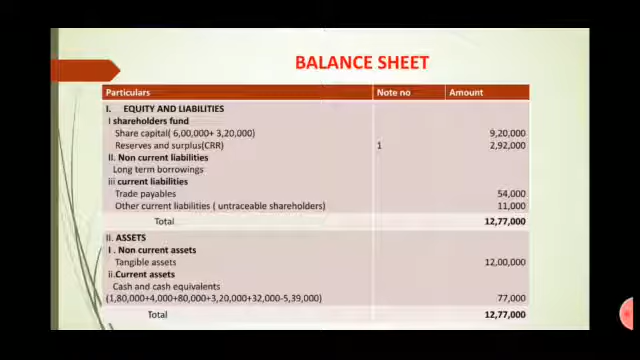 BALANCE SHEET
Particulars Note no Amount
I. EQUITY AND LIABILITIES
I shareholders fund
Share capital( 6,00,000+ 3,20,000) 9,20,000
Reserves and surplus(CRR) 1 2,92,000
II. Non current liabilities
Long term borrowings
iii current liabilities
Trade payables 54,000
Other current liabilities ( untraceable shareholders) 11,000
Total 12,77,000
II. ASSETS
I . Non current assets
Tangible assets 12,00,000
ii.Current assets
Cash and cash equivalents
(1,80,000+4,000+80,000+3,20,000+32,000-5,39,000) 77,000
Total 12,77,000